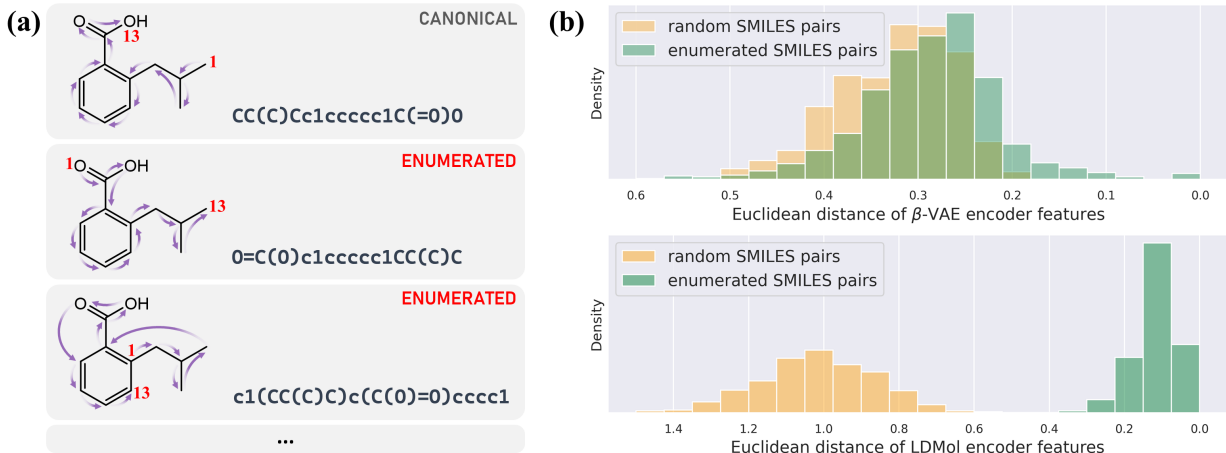 (a)
CANONICAL
O
OH
13
1
CC(C)Cc1ccccc1C(=O)O
ENUMERATED
1
O
OH
13
O=C(O)c1ccccc1CC(C)C
ENUMERATED
O
OH
1
13
c1(CC(C)C)c(C(O)=O)cccc1
...
(b)
random SMILES pairs
enumerated SMILES pairs
Density
0.6 0.5 0.4 0.3 0.2 0.1 0.0
Euclidean distance of β-VAE encoder features
random SMILES pairs
enumerated SMILES pairs
Density
1.4 1.2 1.0 0.8 0.6 0.4 0.2 0.0
Euclidean distance of LDMol encoder features